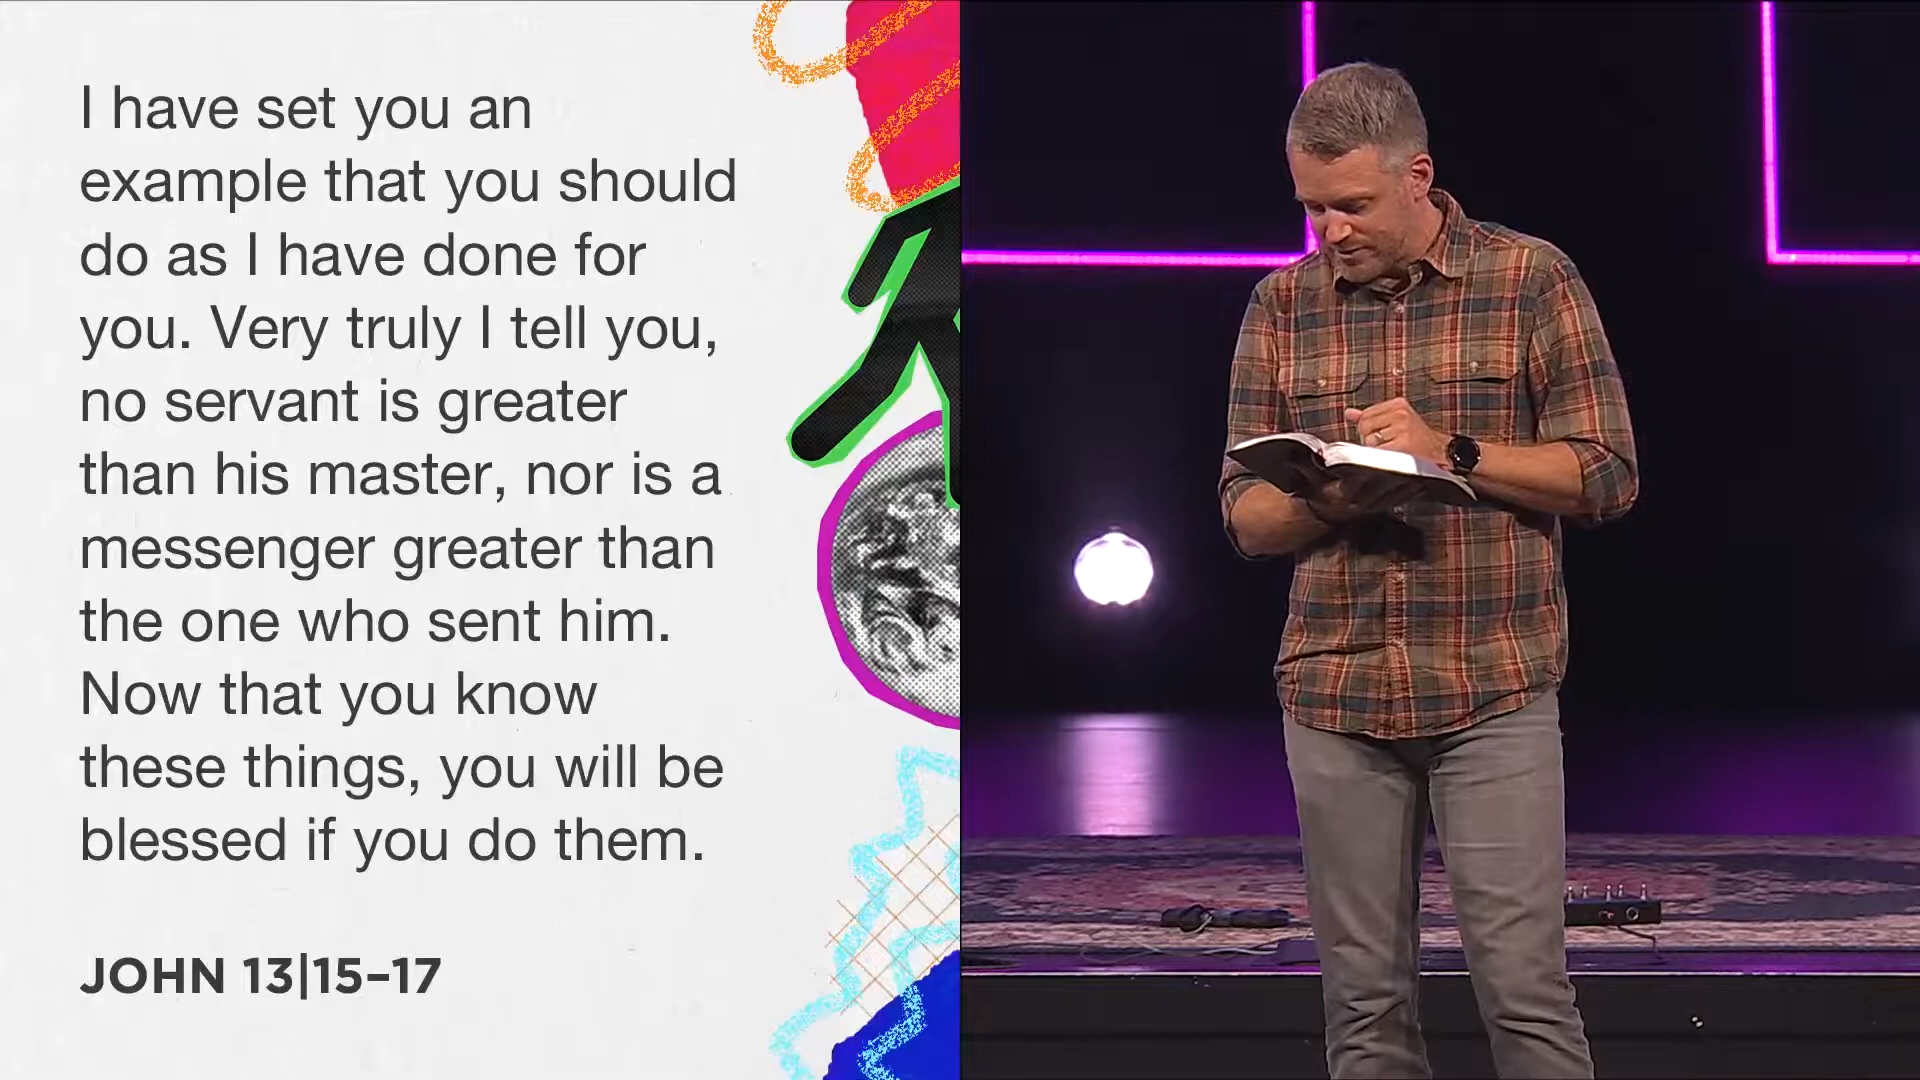 I have set you an
example that you should
do as I have done for
you. Very truly I tell you,
no servant is greater
than his master, nor is a
messenger greater than
the one who sent him.
Now that you know
these things, you will be
blessed if you do them.
JOHN 13|15–17